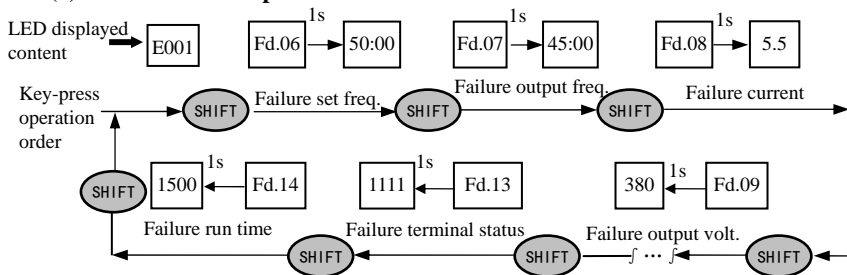 LED displayed
content
E001
Fd.06
1s
50:00
Fd.07
1s
45:00
Fd.08
1s
5.5
Key-press
operation
order
SHIFT
Failure set freq.
SHIFT
Failure output freq.
SHIFT
Failure current
SHIFT
1500
1s
Fd.14
1111
1s
Fd.13
380
1s
Fd.09
Failure run time
SHIFT
Failure terminal status
SHIFT
Failure output volt.
∫ ... ∫
SHIFT